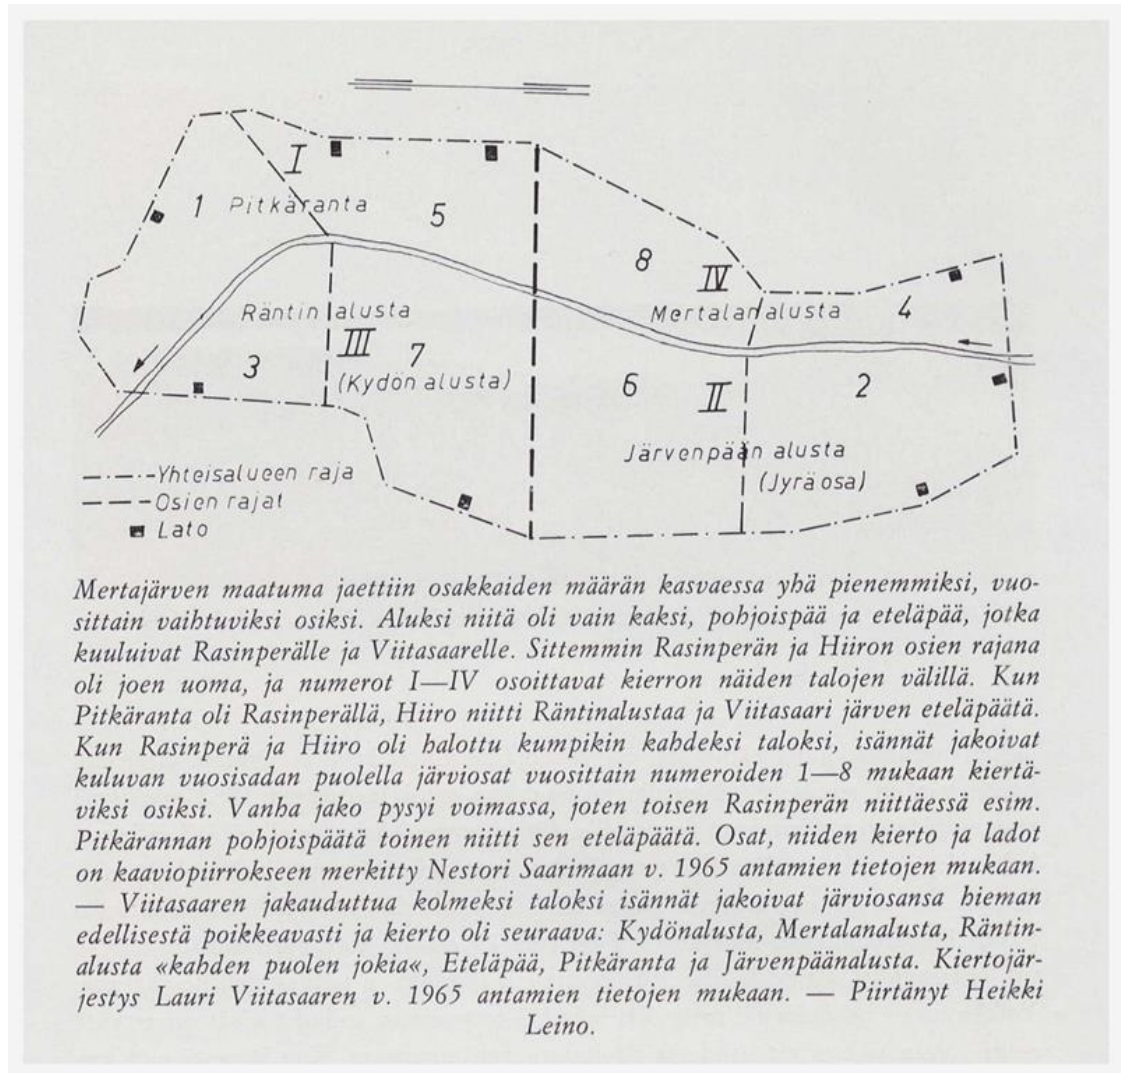 I
1 Pitkäranta 5
8 IV
Mertalanalusta 4
Räntin alusta
III
3 7
(Kydön alusta)
6 II 2
Järvenpään alusta
(Jyrä osa)
Yhteisalueen raja
Osien rajat
Lato
Mertajärven maatuma jaettiin osakkaiden määrän kasvaessa yhä pienemmiksi, vuo-
sittain vaihtuviksi osiksi. Aluksi niitä oli vain kaksi, pohjoispää ja eteläpää, jotka
kuuluivat Rasinperälle ja Viitasaarelle. Sittemmin Rasinperän ja Hiiron osien rajana
oli joen uoma, ja numerot I—IV osoittavat kierron näiden talojen välillä. Kun
Pitkäranta oli Rasinperällä, Hiiro niitti Räntinalustaa ja Viitasaari järven eteläpäätä.
Kun Rasinperä ja Hiiro oli halottu kumpikin kahdeksi taloksi, isännät jakoivat
kuluvan vuosisadan puolella järviosat vuosittain numeroiden 1—8 mukaan kiertä-
viksi osiksi. Vanha jako pysyi voimassa, joten toisen Rasinperän niittäessä esim.
Pitkärannan pohjoispäätä toinen niitti sen eteläpäätä. Osat, niiden kierto ja ladot
on kaaviopiirrokseen merkitty Nestori Saarimaan v. 1965 antamien tietojen mukaan.
— Viitasaaren jakauduttua kolmeksi taloksi isännät jakoivat järviosansa hieman
edellisestä poikkeavasti ja kierto oli seuraava: Kydönalusta, Mertalanalusta, Räntin-
alusta «kahden puolen jokia«, Eteläpää, Pitkäranta ja Järvenpäänalusta. Kiertojär-
jestys Lauri Viitasaaren v. 1965 antamien tietojen mukaan. — Piirtänyt Heikki
Leino.